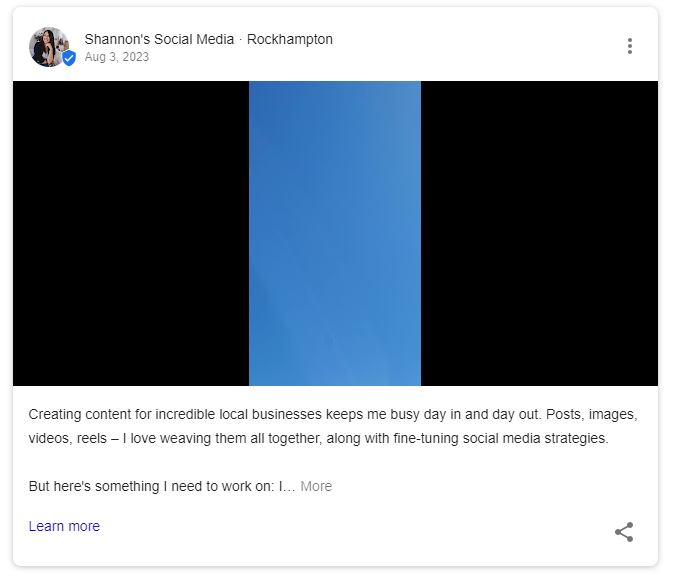 Shannon's Social Media · Rockhampton
Aug 3, 2023
Creating content for incredible local businesses keeps me busy day in and day out. Posts, images,
videos, reels – I love weaving them all together, along with fine-tuning social media strategies.
But here's something I need to work on: I… More
Learn more